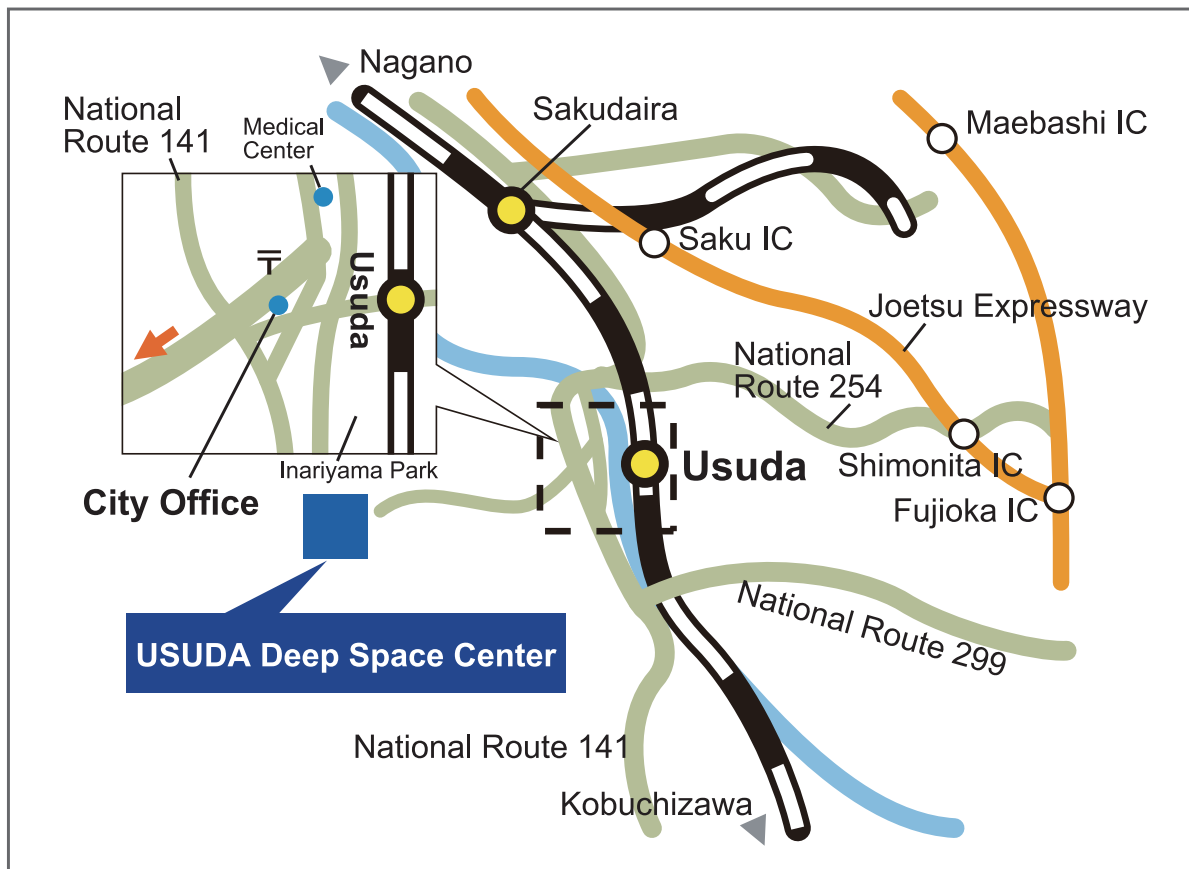 Nagano
National
Route 141
Medical
Center
Sakudaira
Maebashi IC
Saku IC
Usuda
〒
Joetsu Expressway
National
Route 254
Inariyama Park
City Office
Usuda
Shimonita IC
Fujioka IC
National Route 299
USUDA Deep Space Center
National Route 141
Kobuchizawa